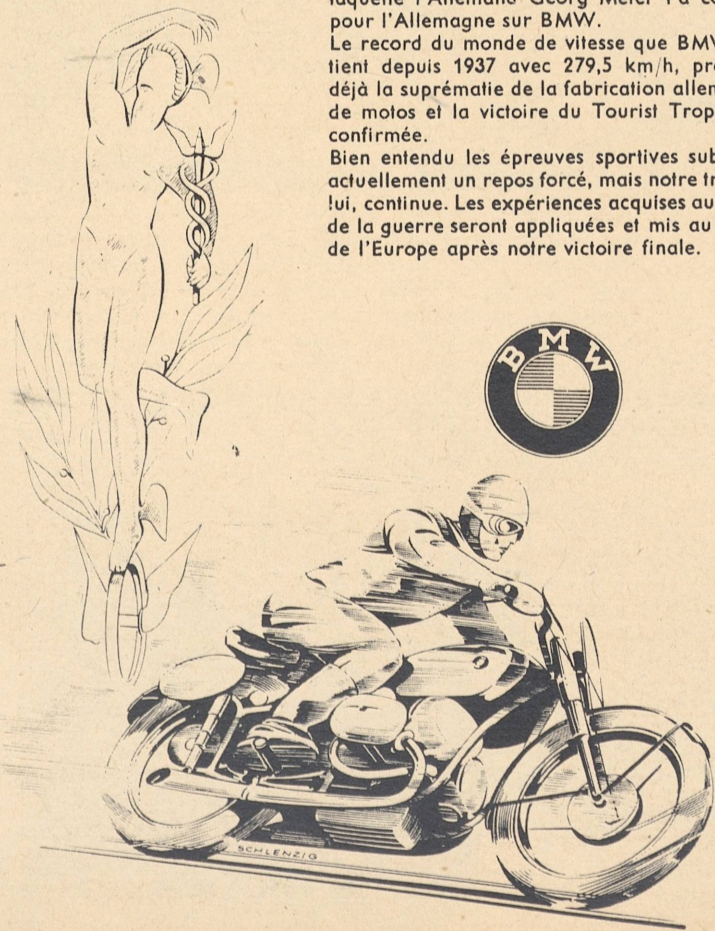 pour l'Allemagne sur BMW.
Le record du monde de vitesse que BMW
tient depuis 1937 avec 279,5 km/h,
déjà la suprématie de la fabrication
de motos et la victoire du Tourist
confirmée.
Bien entendu les épreuves sportives
actuellement un repos forcé, mais notre
lui, continue. Les expériences acquises au
de la guerre seront appliquées et mis au
de l'Europe après notre victoire finale.
BMW
SCHLENZIG